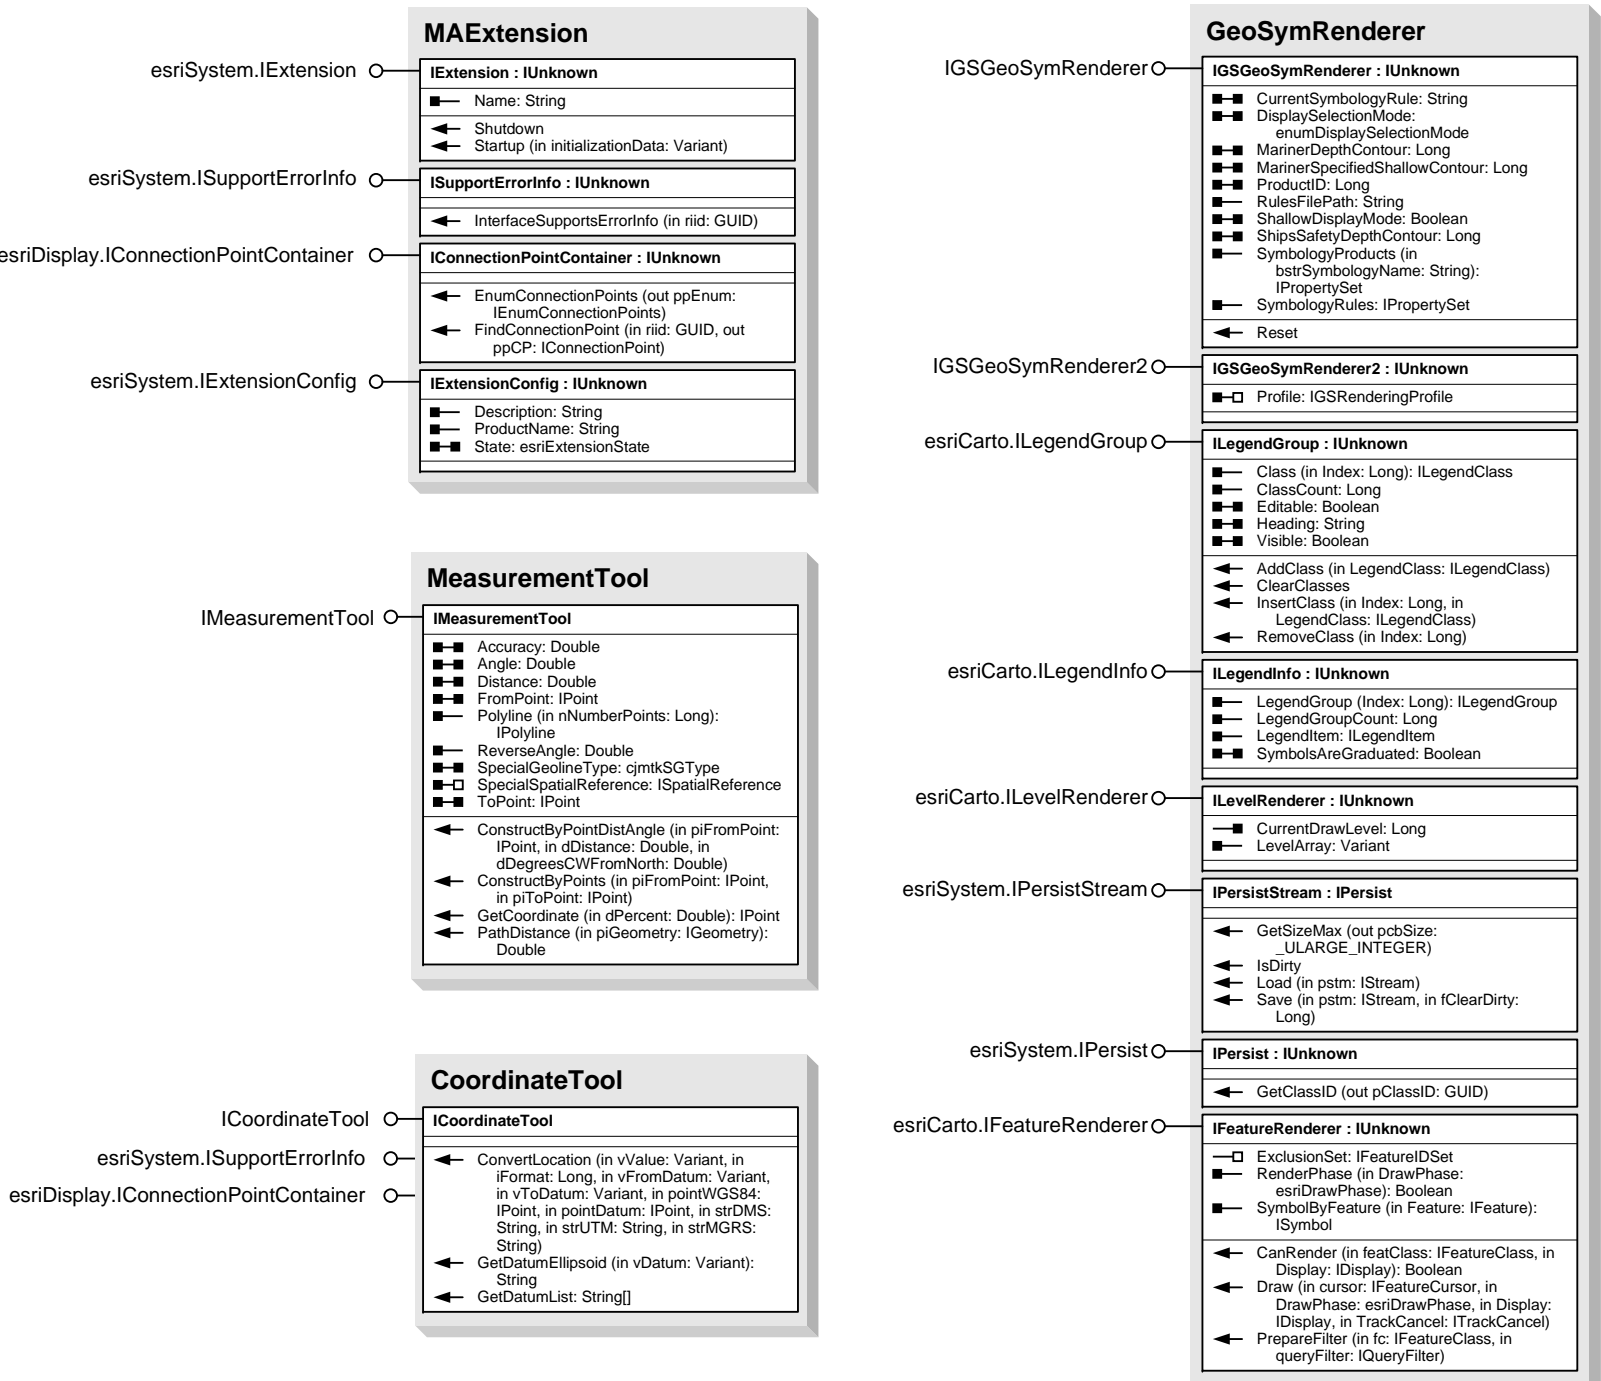 MAExtension
esriSystem.IExtension
IExtension : IUnknown
Name: String
Shutdown
Startup (in initializationData: Variant)
esriSystem.ISupportErrorInfo
ISupportErrorInfo : IUnknown
InterfaceSupportsErrorInfo (in riid: GUID)
esriDisplay.IConnectionPointContainer
IConnectionPointContainer : IUnknown
EnumConnectionPoints (out ppEnum:
IEnumConnectionPoints)
FindConnectionPoint (in riid: GUID, out
ppCP: IConnectionPoint)
esriSystem.IExtensionConfig
IExtensionConfig : IUnknown
Description: String
ProductName: String
State: esriExtensionState
MeasurementTool
IMeasurementTool
IMeasurementTool
Accuracy: Double
Angle: Double
Distance: Double
FromPoint: IPoint
Polyline (in nNumberPoints: Long):
IPolyline
ReverseAngle: Double
SpecialGeolineType: cjmtkSGType
SpecialSpatialReference: ISpatialReference
ToPoint: IPoint
ConstructByPointDistAngle (in piFromPoint:
IPoint, in dDistance: Double, in
dDegreesCWFromNorth: Double)
ConstructByPoints (in piFromPoint: IPoint,
in piToPoint: IPoint)
GetCoordinate (in dPercent: Double): IPoint
PathDistance (in piGeometry: IGeometry):
Double
CoordinateTool
ICoordinateTool
ICoordinateTool
esriSystem.ISupportErrorInfo
esriDisplay.IConnectionPointContainer
ConvertLocation (in vValue: Variant, in
iFormat: Long, in vFromDatum: Variant,
in vToDatum: Variant, in pointWGS84:
IPoint, in pointDatum: IPoint, in strDMS:
String, in strUTM: String, in strMGRS:
String)
GetDatumEllipsoid (in vDatum: Variant):
String
GetDatumList: String[]
GeoSymRenderer
IGSGeoSymRenderer
IGSGeoSymRenderer : IUnknown
CurrentSymbologyRule: String
DisplaySelectionMode:
enumDisplaySelectionMode
MarinerDepthContour: Long
MarinerSpecifiedShallowContour: Long
ProductID: Long
RulesFilePath: String
ShallowDisplayMode: Boolean
ShipsSafetyDepthContour: Long
SymbologyProducts (in
bstrSymbologyName: String):
IPropertySet
SymbologyRules: IPropertySet
Reset
IGSGeoSymRenderer2
IGSGeoSymRenderer2 : IUnknown
Profile: IGSRenderingProfile
esriCarto.ILegendGroup
ILegendGroup : IUnknown
Class (in Index: Long): ILegendClass
ClassCount: Long
Editable: Boolean
Heading: String
Visible: Boolean
AddClass (in LegendClass: ILegendClass)
ClearClasses
InsertClass (in Index: Long, in
LegendClass: ILegendClass)
RemoveClass (in Index: Long)
esriCarto.ILegendInfo
ILegendInfo : IUnknown
LegendGroup (Index: Long): ILegendGroup
LegendGroupCount: Long
LegendItem: ILegendItem
SymbolsAreGraduated: Boolean
esriCarto.ILevelRenderer
ILevelRenderer : IUnknown
CurrentDrawLevel: Long
LevelArray: Variant
esriSystem.IPersistStream
IPersistStream : IPersist
GetSizeMax (out pcbSize:
_ULARGE_INTEGER)
IsDirty
Load (in pstm: IStream)
Save (in pstm: IStream, in fClearDirty:
Long)
esriSystem.IPersist
IPersist : IUnknown
GetClassID (out pClassID: GUID)
esriCarto.IFeatureRenderer
IFeatureRenderer : IUnknown
ExclusionSet: IFeatureIDSet
RenderPhase (in DrawPhase:
esriDrawPhase): Boolean
SymbolByFeature (in Feature: IFeature):
ISymbol
CanRender (in featClass: IFeatureClass, in
Display: IDisplay): Boolean
Draw (in cursor: IFeatureCursor, in
DrawPhase: esriDrawPhase, in Display:
IDisplay, in TrackCancel: ITrackCancel)
PrepareFilter (in fc: IFeatureClass, in
queryFilter: IQueryFilter)